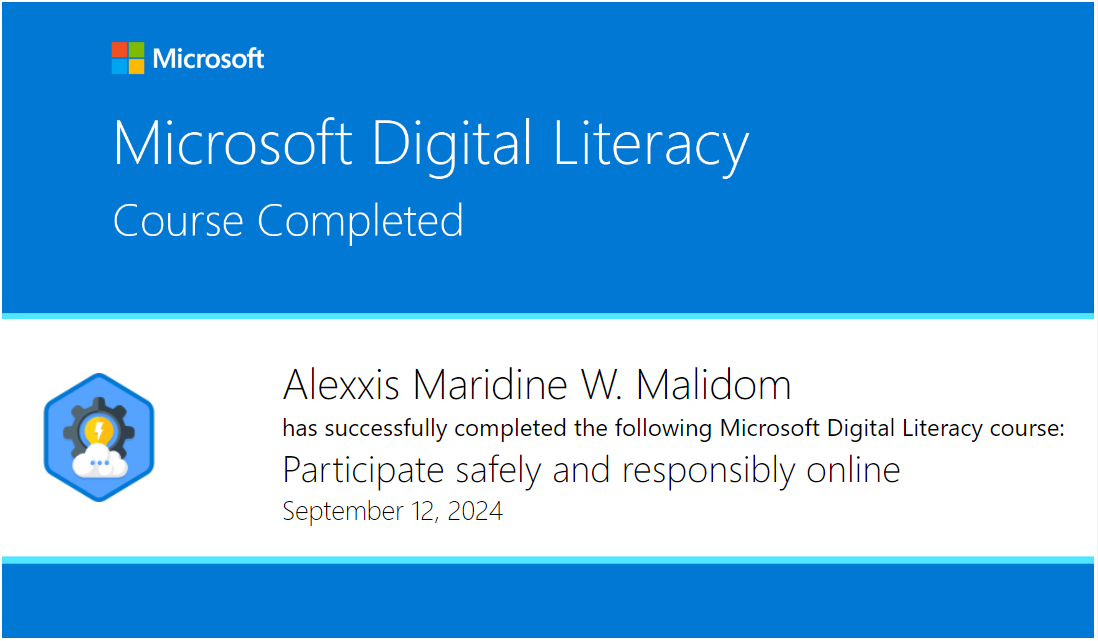 Microsoft
Microsoft Digital Literacy
Course Completed
Alexxis Maridine W. Malidom
has successfully completed the following Microsoft Digital Literacy course:
Participate safely and responsibly online
September 12, 2024